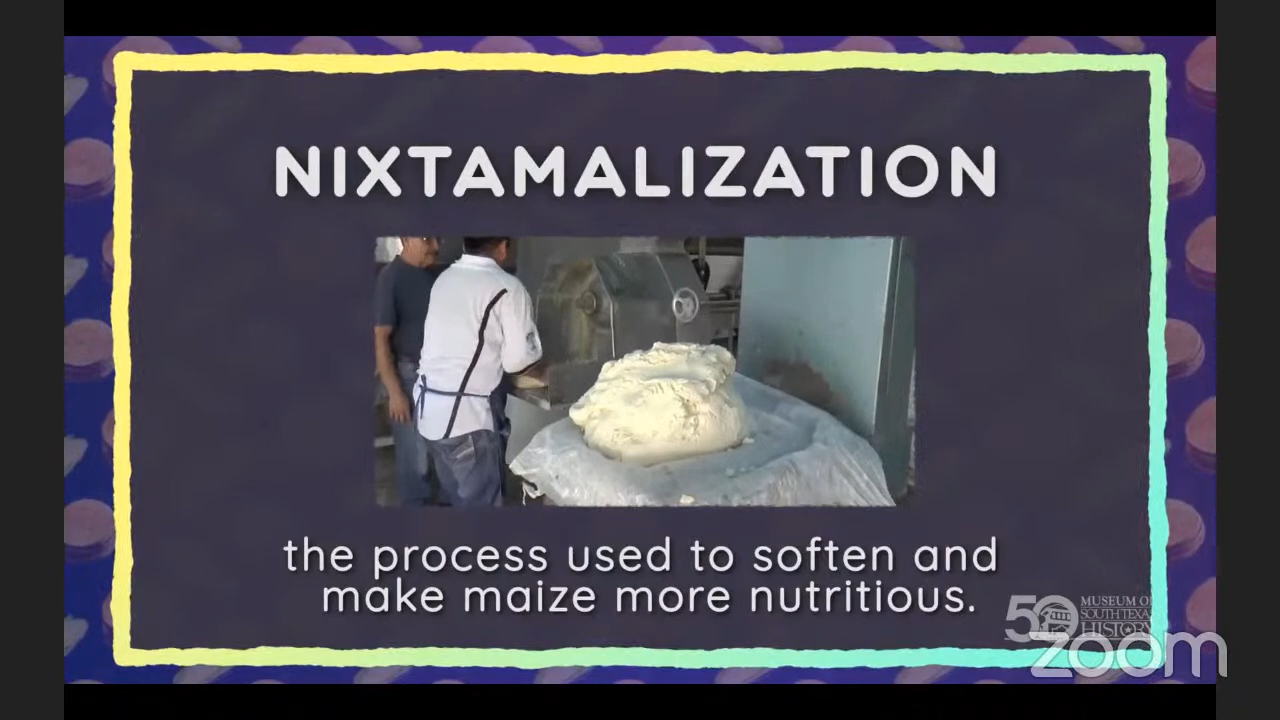 NIXTAMALIZATION
the process used to soften and
make maize more nutritious.
50
MUSEUM OF
SOUTH TEXAS
HISTORY
zoom